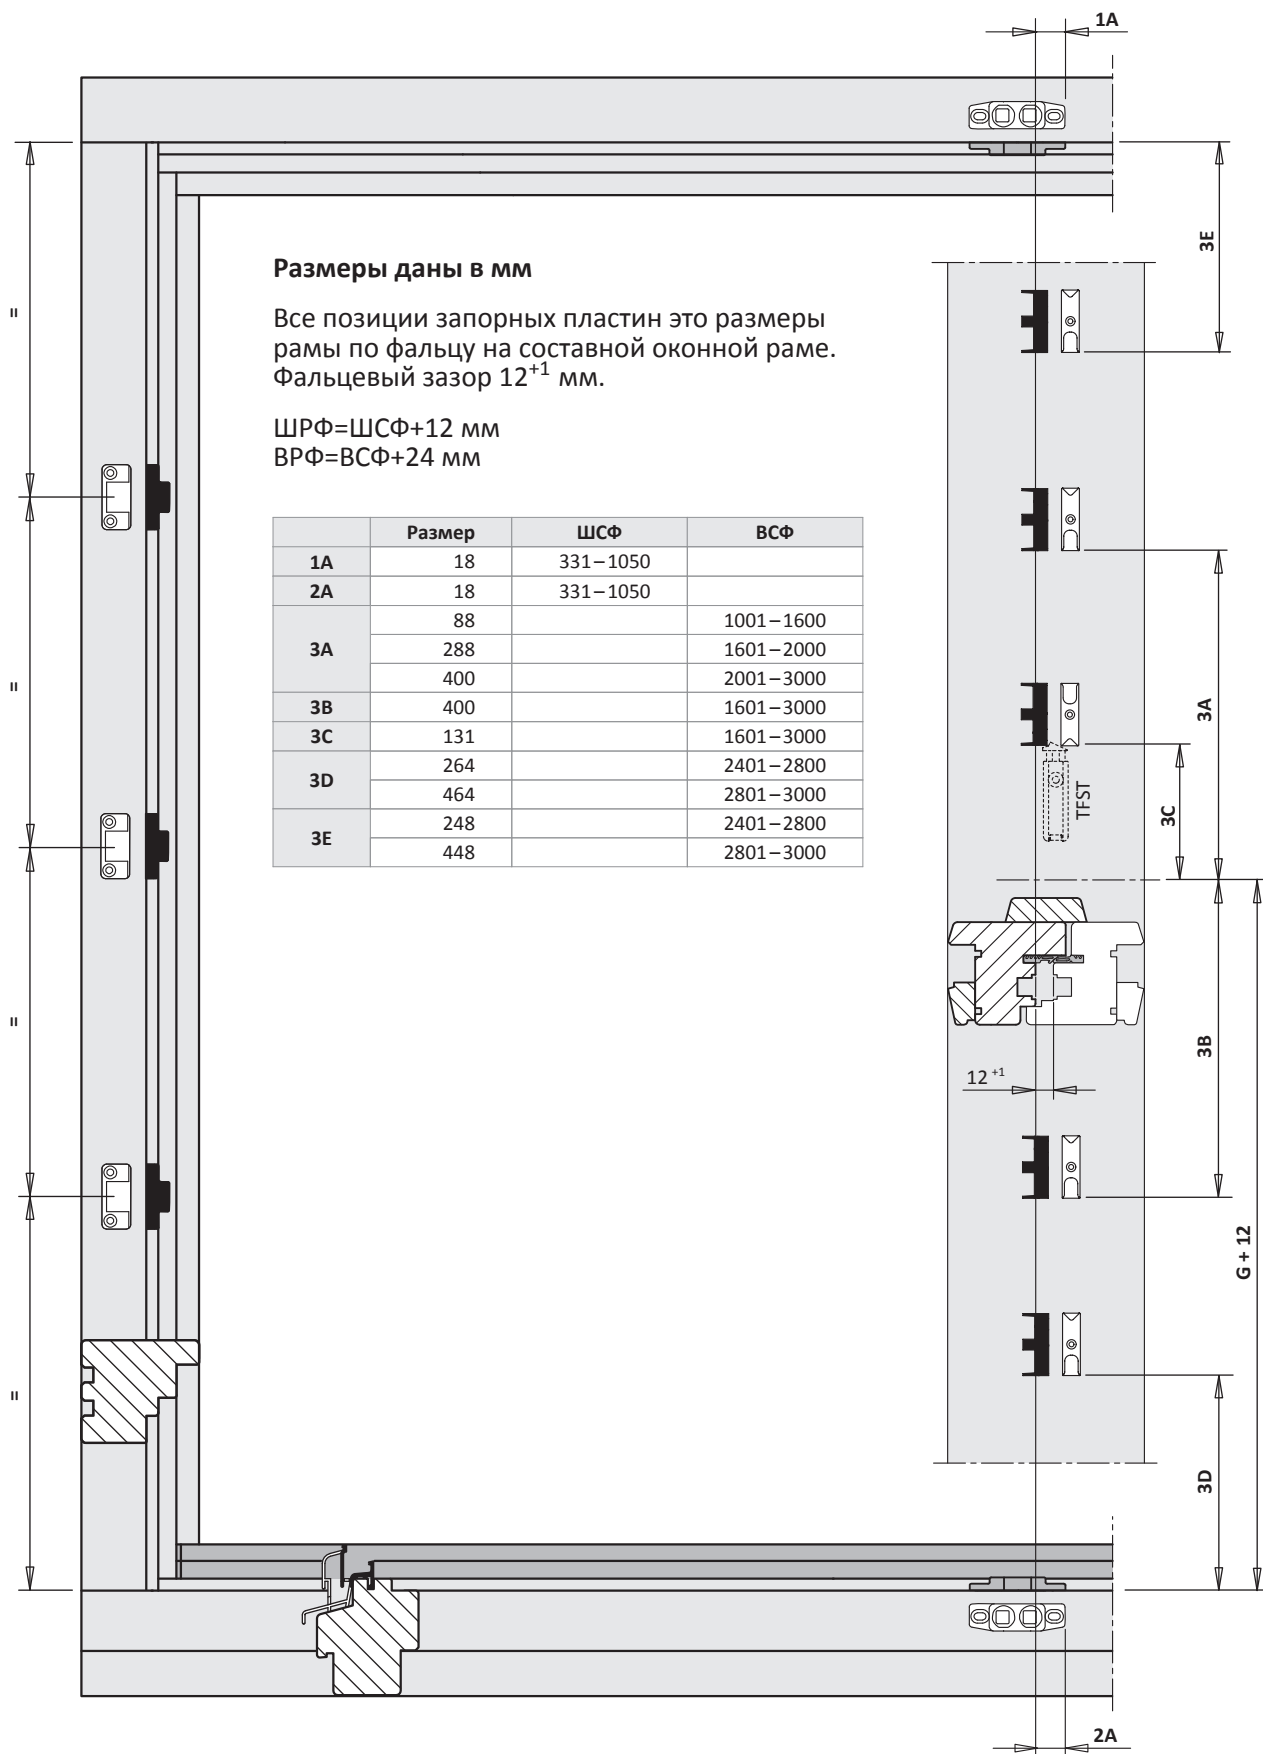 1A
3E
Размеры даны в мм
Все позиции запорных пластин это размеры
рамы по фальцу на составной оконной раме.
Фальцевый зазор 12+1 мм.
ШРФ=ШСФ+12 мм
ВРФ=ВСФ+24 мм
Размер ШСФ ВСФ
1A 18 331–1050
2A 18 331–1050
3A 88 1001–1600
288 1601–2000
400 2001–3000
3B 400 1601–3000
3C 131 1601–3000
3D 264 2401–2800
464 2801–3000
3E 248 2401–2800
448 2801–3000
=
=
=
=
3A
TFST
3C
3B
12 +1
G + 12
3D
2A